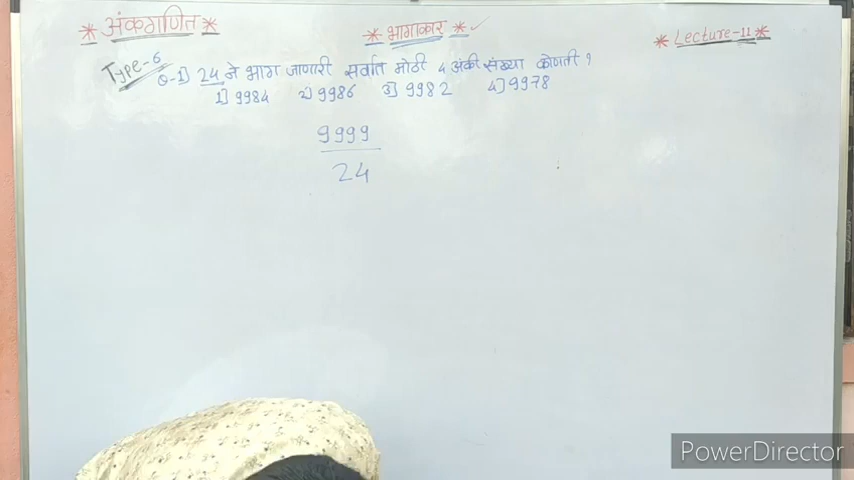 * अंकगणित *
* भागाकार * ✓
* Lecture-11 *
Type-6
Q-1) 24 ने भाग जाणारी सर्वात मोठी 4 अंकी संख्या कोणती ?
1] 9984 2] 9986 3] 9982 4] 9978
9999
24
PowerDirector